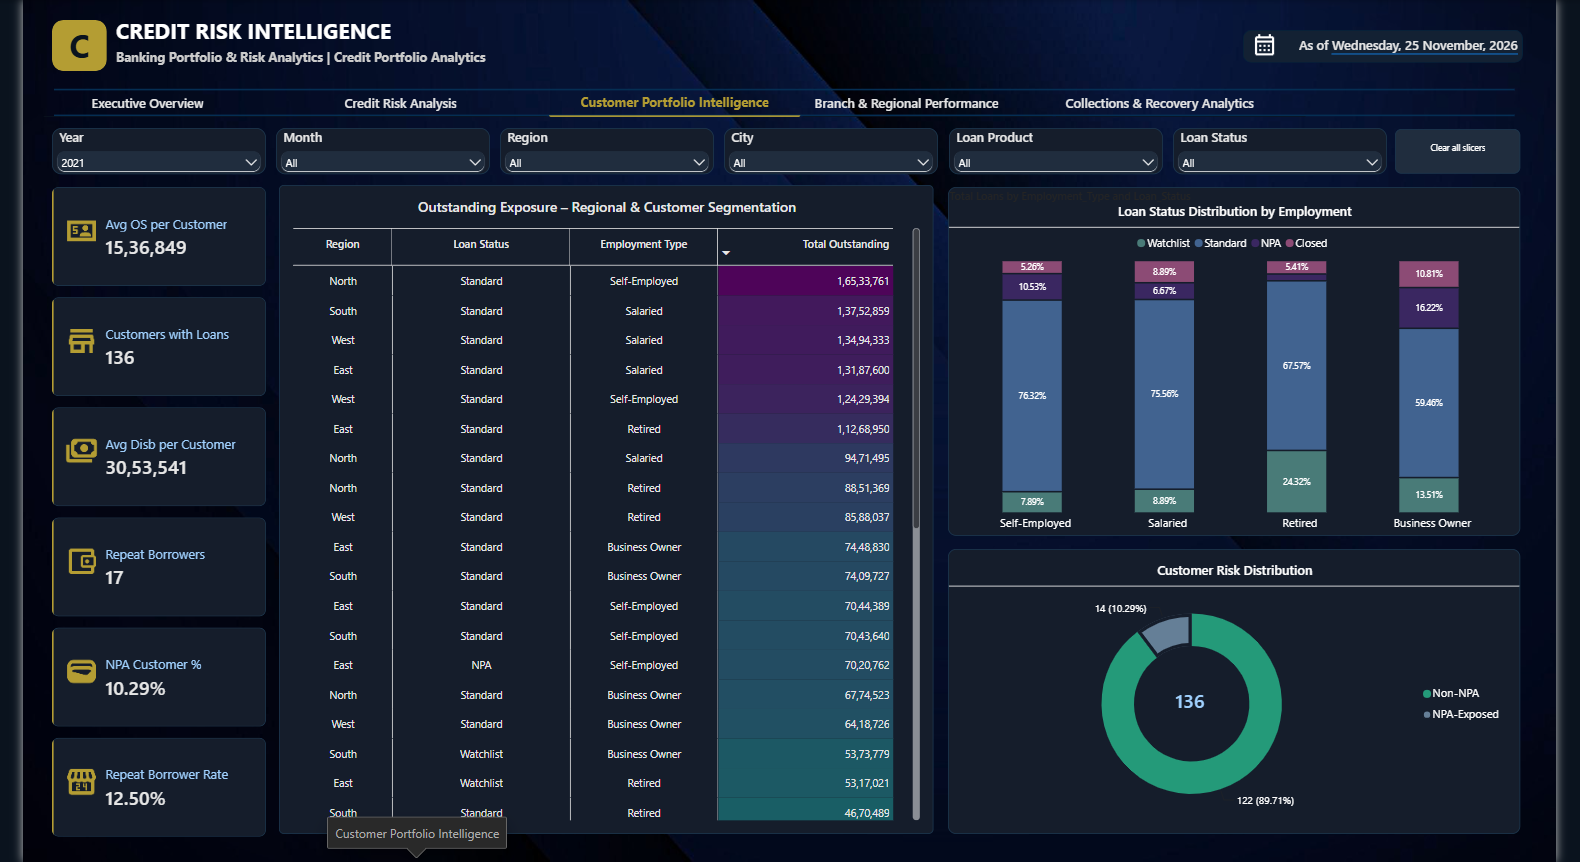 C
CREDIT RISK INTELLIGENCE
Banking Portfolio & Risk Analytics | Credit Portfolio Analytics
As of Wednesday, 25 November, 2026
Executive Overview
Credit Risk Analysis
Customer Portfolio Intelligence
Branch & Regional Performance
Collections & Recovery Analytics
Year
2021
Month
All
Region
All
City
All
Loan Product
All
Loan Status
All
Clear all slicers
Avg OS per Customer
15,36,849
Customers with Loans
136
Avg Disb per Customer
30,53,541
Repeat Borrowers
17
NPA Customer %
10.29%
Repeat Borrower Rate
12.50%
Outstanding Exposure – Regional & Customer Segmentation
Region Loan Status Employment Type Total Outstanding
North Standard Self-Employed 1,65,33,761
South Standard Salaried 1,37,52,859
West Standard Salaried 1,34,94,333
East Standard Salaried 1,31,87,600
West Standard Self-Employed 1,24,29,394
East Standard Retired 1,12,68,950
North Standard Salaried 94,71,495
North Standard Retired 88,51,369
West Standard Retired 85,88,037
East Standard Business Owner 74,48,830
South Standard Business Owner 74,09,727
East Standard Self-Employed 70,44,389
South Standard Self-Employed 70,43,640
East NPA Self-Employed 70,20,762
North Standard Business Owner 67,74,523
West Standard Business Owner 64,18,726
South Watchlist Business Owner 53,73,779
East Watchlist Retired 53,17,021
South Standard Retired 46,70,489
Customer Portfolio Intelligence
Total Loans by Employment Type and Loan Status
Loan Status Distribution by Employment
Watchlist Standard NPA Closed
5.26% 8.89% 5.41% 10.81%
10.53% 6.67% 16.22%
76.32% 75.56% 67.57% 59.46%
7.89% 8.89% 24.32% 13.51%
Self-Employed Salaried Retired Business Owner
Customer Risk Distribution
14 (10.29%)
136
Non-NPA
NPA-Exposed
122 (89.71%)